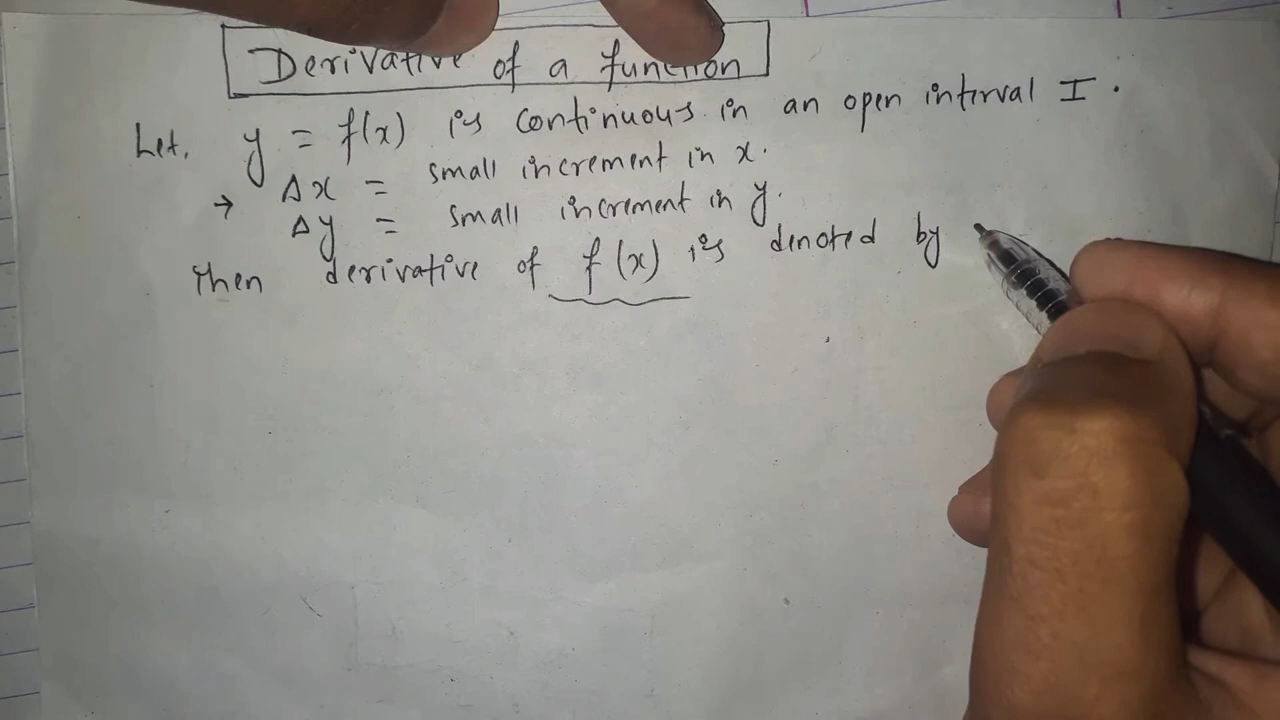 Derivative of a function
Let, y = f(x) is continuous in an open interval I.
→ Δx = small increment in x.
Δy = small increment in y.
Then derivative of f(x) is denoted by